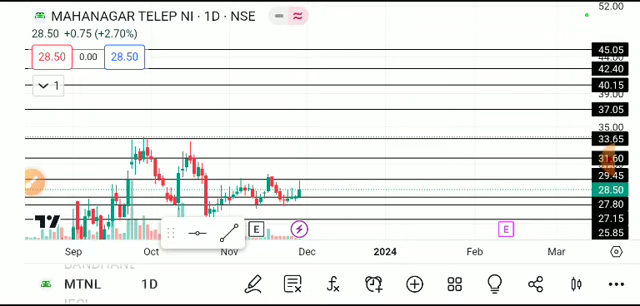 MAHANAGAR TELEP NI · 1D · NSE
28.50 +0.75 (+2.70%)
28.50 0.00 28.50
1
52.00
45.05
42.40
40.15
39.00
37.05
35.00
33.65
31.60
29.45
28.50
27.80
27.15
25.85
E E
Sep Oct Nov Dec 2024 Feb Mar
MTNL 1D